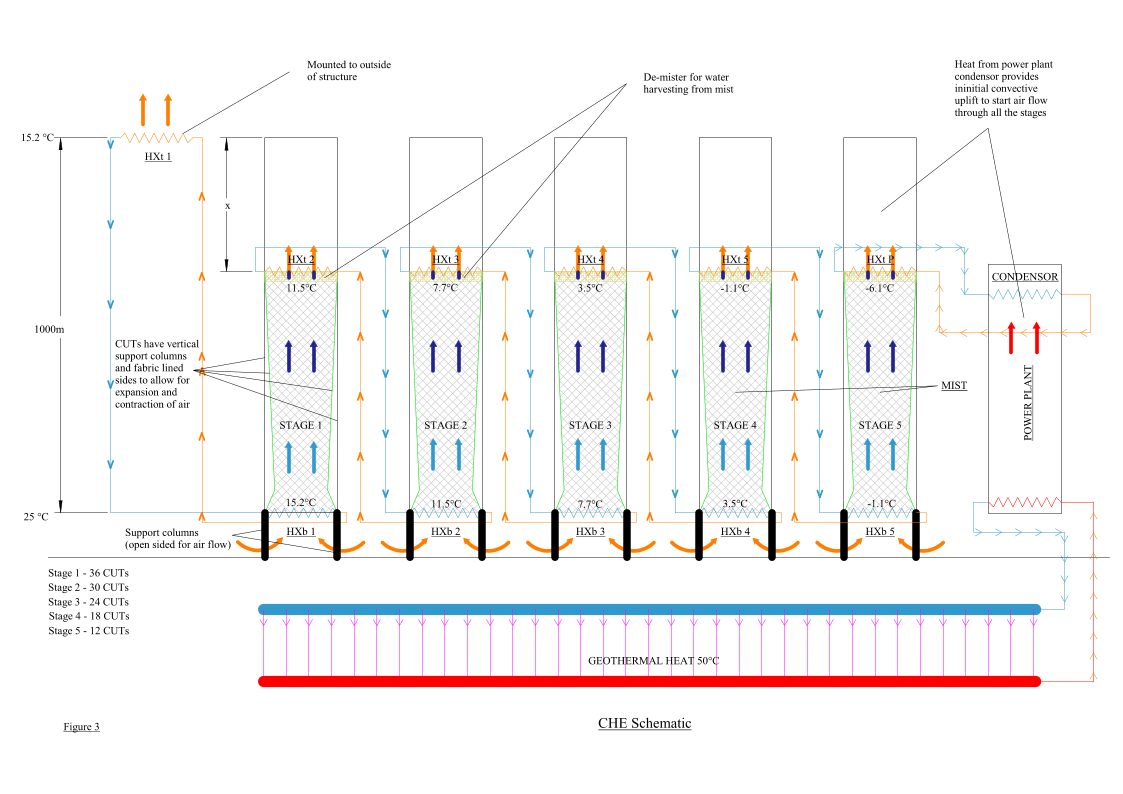 Mounted to outside
of structure
De-mister for water
harvesting from mist
Heat from power plant
condensor provides
ininitial convective
uplift to start air flow
through all the stages
15.2 °C
HXt 1
x
HXt 2
HXt 3
HXt 4
HXt 5
HXt P
CONDENSOR
11.5°C
7.7°C
3.5°C
-1.1°C
-6.1°C
1000m
CUTs have vertical
support columns
and fabric lined
sides to allow for
expansion and
contraction of air
MIST
POWER PLANT
STAGE 1
STAGE 2
STAGE 3
STAGE 4
STAGE 5
15.2°C
11.5°C
7.7°C
3.5°C
-1.1°C
25 °C
Support columns
(open sided for air flow)
HXb 1
HXb 2
HXb 3
HXb 4
HXb 5
Stage 1 - 36 CUTs
Stage 2 - 30 CUTs
Stage 3 - 24 CUTs
Stage 4 - 18 CUTs
Stage 5 - 12 CUTs
GEOTHERMAL HEAT 50°C
Figure 3
CHE Schematic